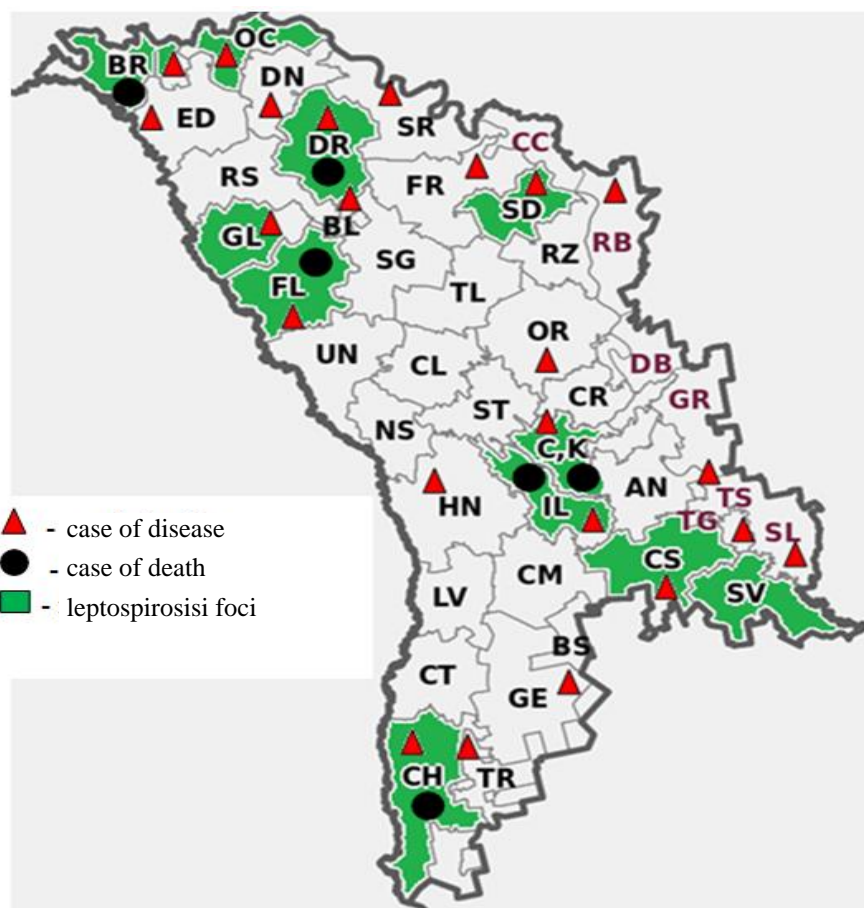 OC
BR
DN
ED
SR
CC
DR
RS
FR
SD
RB
GL
BL
RZ
SG
FL
TL
OR
UN
CL
DB
CR
GR
ST
NS
C,K
AN
HN
IL
TS
TG
SL
- case of disease
- case of death
- leptospirosisi foci
CS
CM
SV
LV
BS
CT
GE
CH
TR